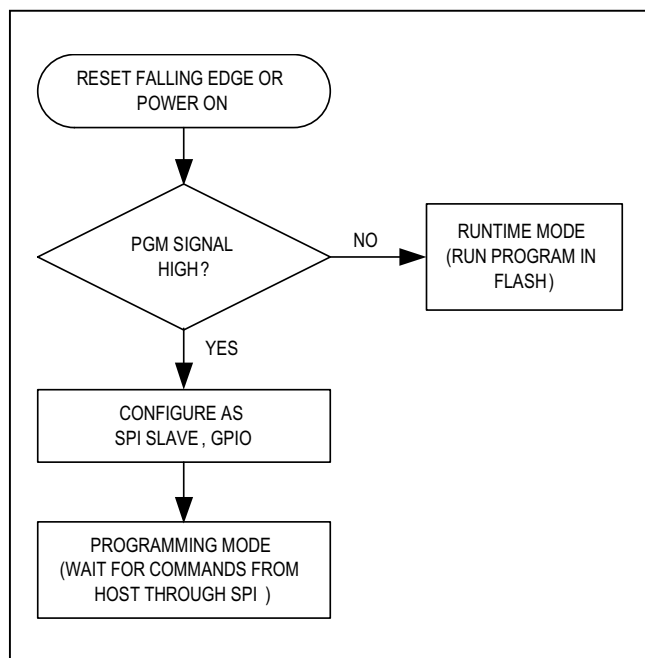 RESET FALLING EDGE OR
POWER ON
PGM SIGNAL
HIGH?
NO
RUNTIME MODE
(RUN PROGRAM IN
FLASH)
YES
CONFIGURE AS
SPI SLAVE, GPIO
PROGRAMMING MODE
(WAIT FOR COMMANDS FROM
HOST THROUGH SPI )